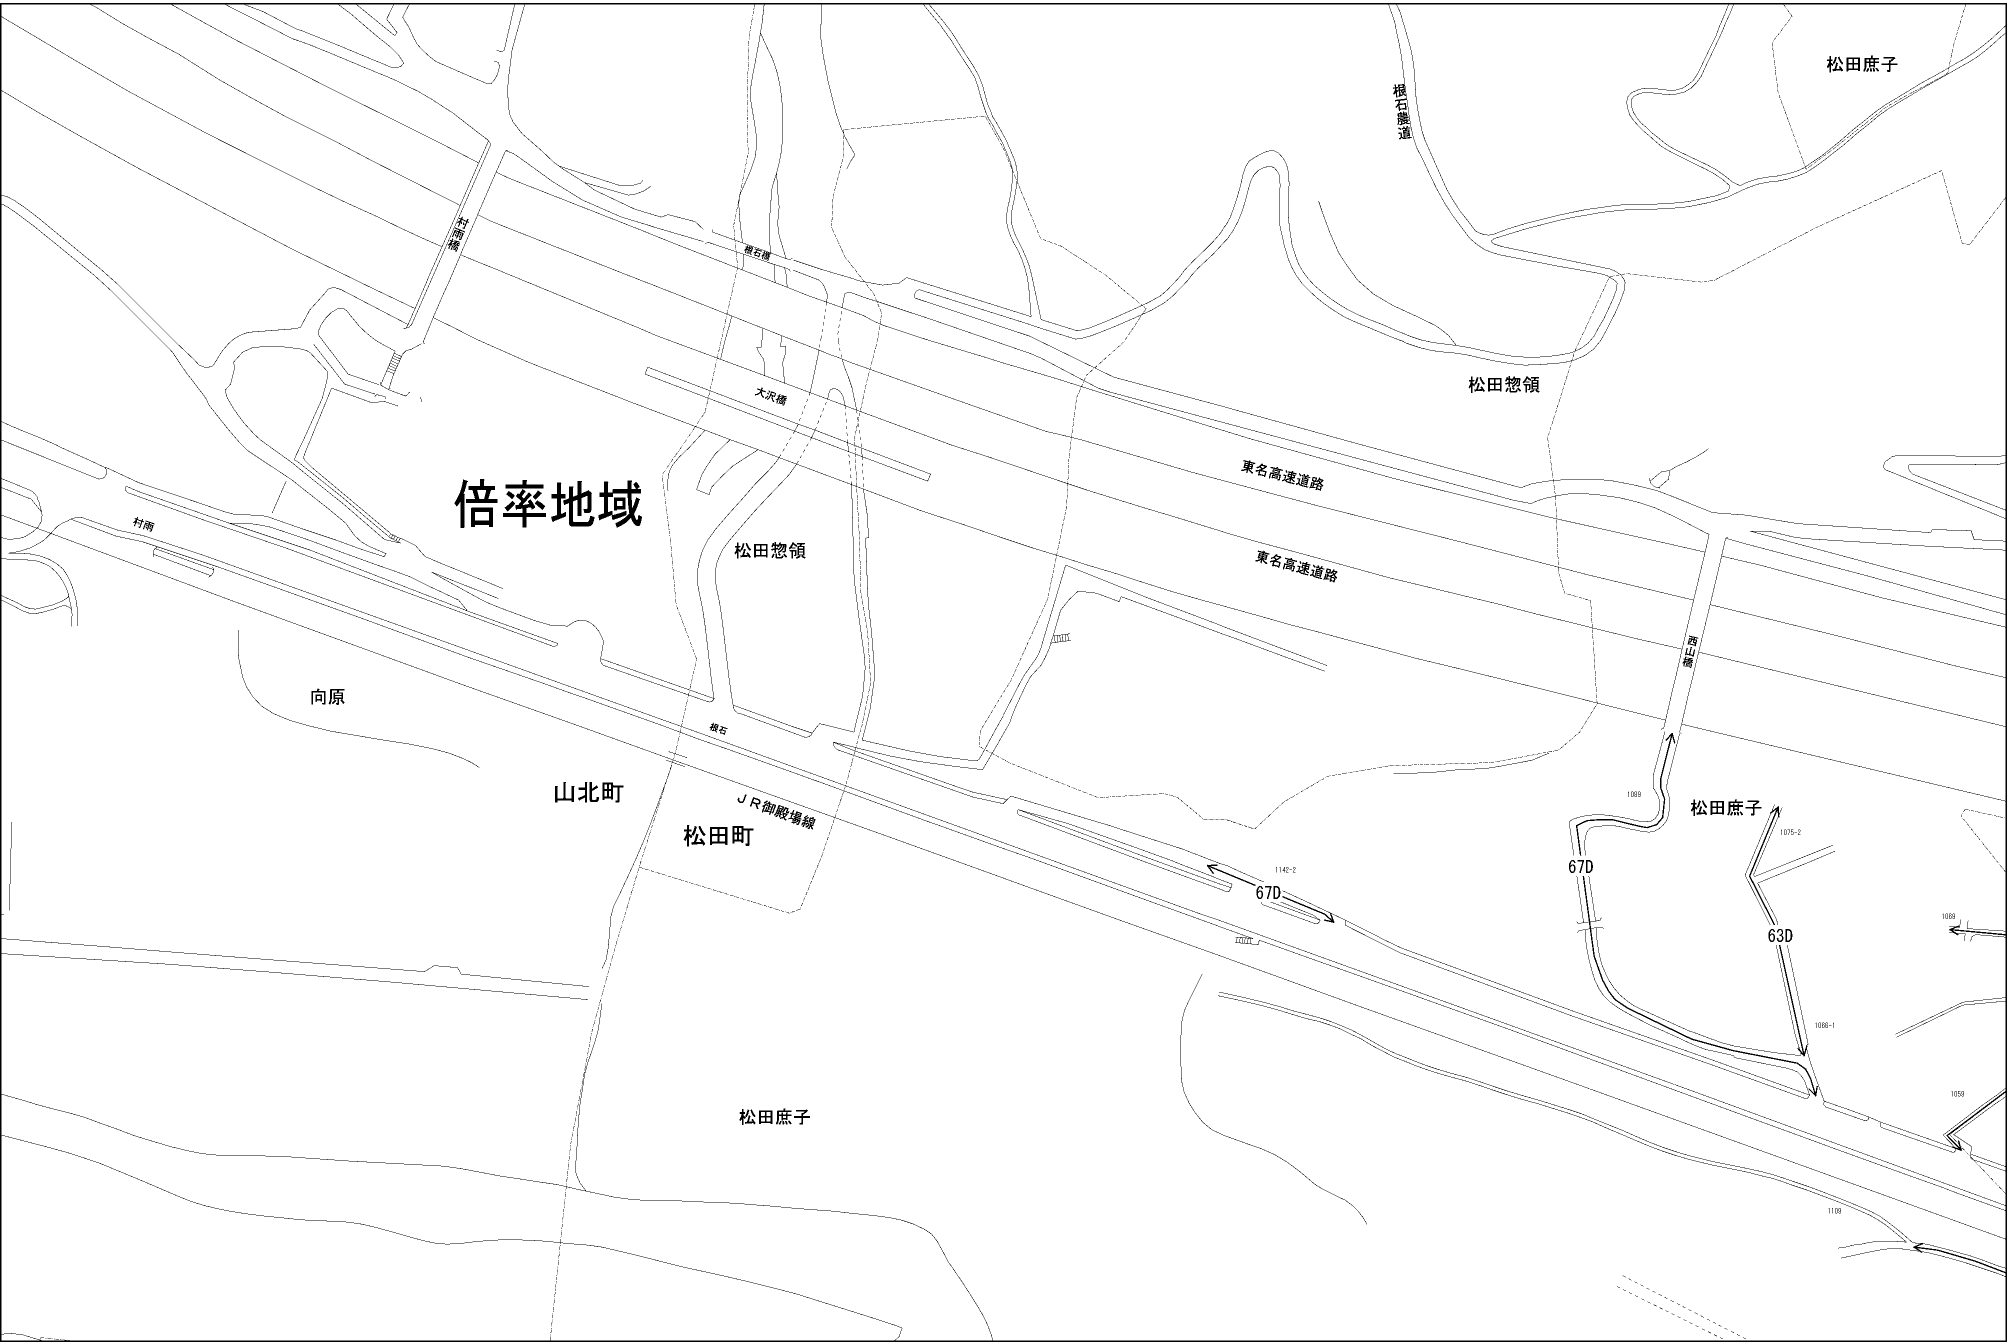 松田庶子
根石農道
村雨橋
根石橋
松田惣領
大沢橋
東名高速道路
倍率地域
村雨
松田惣領
東名高速道路
西山橋
向原
根石
山北町
ＪＲ御殿場線
松田町
1099
松田庶子
1075-2
67D
1142-2
67D
1069
63D
1066-1
1059
松田庶子
1109